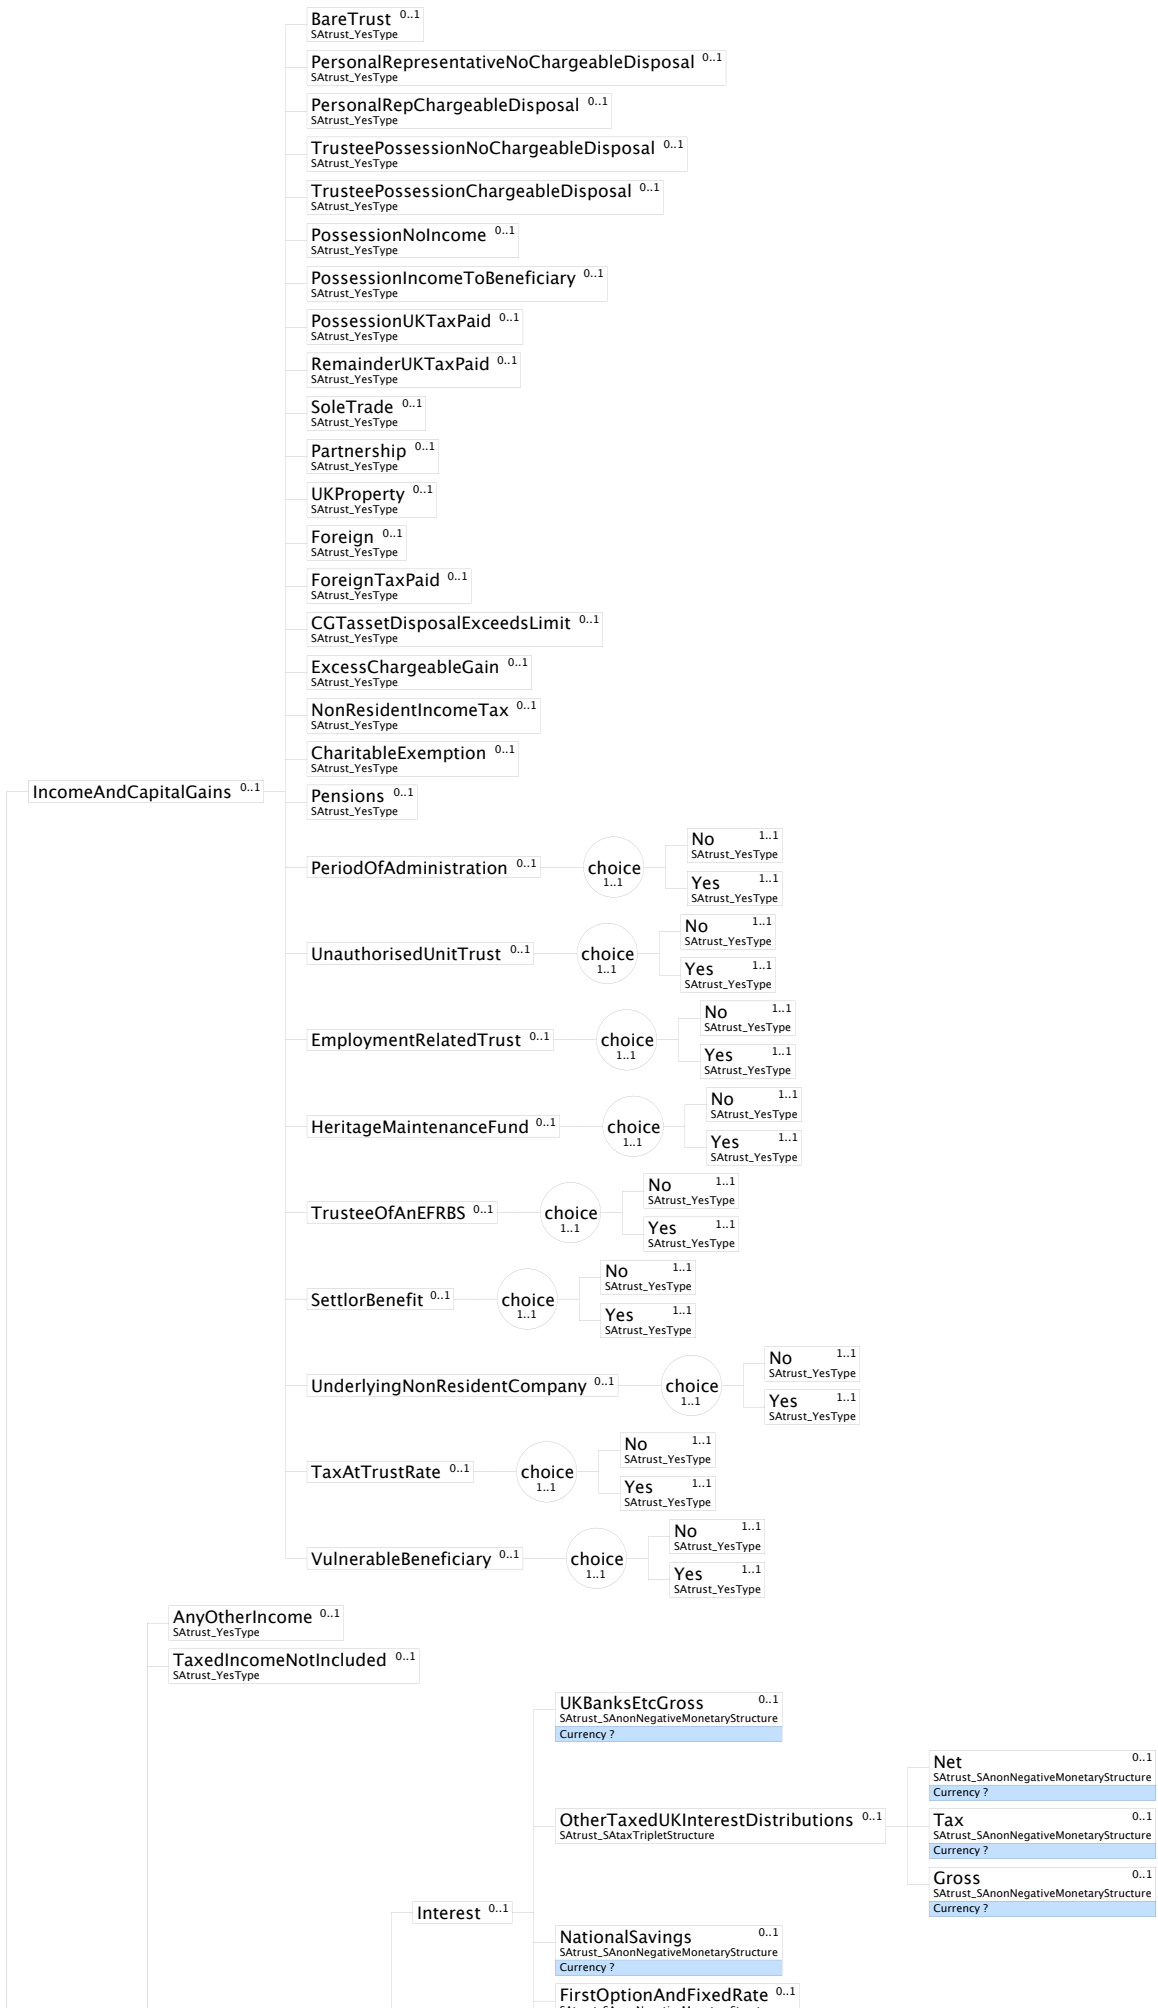 BareTrust 0..1
SAtrust_YesType
PersonalRepresentativeNoChargeableDisposal 0..1
SAtrust_YesType
PersonalRepChargeableDisposal 0..1
SAtrust_YesType
TrusteePossessionNoChargeableDisposal 0..1
SAtrust_YesType
TrusteePossessionChargeableDisposal 0..1
SAtrust_YesType
PossessionNoIncome 0..1
SAtrust_YesType
PossessionIncomeToBeneficiary 0..1
SAtrust_YesType
PossessionUKTaxPaid 0..1
SAtrust_YesType
RemainderUKTaxPaid 0..1
SAtrust_YesType
SoleTrade 0..1
SAtrust_YesType
Partnership 0..1
SAtrust_YesType
UKProperty 0..1
SAtrust_YesType
Foreign 0..1
SAtrust_YesType
ForeignTaxPaid 0..1
SAtrust_YesType
CGTassetDisposalExceedsLimit 0..1
SAtrust_YesType
ExcessChargeableGain 0..1
SAtrust_YesType
NonResidentIncomeTax 0..1
SAtrust_YesType
CharitableExemption 0..1
SAtrust_YesType
IncomeAndCapitalGains 0..1
Pensions 0..1
SAtrust_YesType
PeriodOfAdministration 0..1
choice
1..1
No 1..1
SAtrust_YesType
Yes 1..1
SAtrust_YesType
UnauthorisedUnitTrust 0..1
choice
1..1
No 1..1
SAtrust_YesType
Yes 1..1
SAtrust_YesType
EmploymentRelatedTrust 0..1
choice
1..1
No 1..1
SAtrust_YesType
Yes 1..1
SAtrust_YesType
HeritageMaintenanceFund 0..1
choice
1..1
No 1..1
SAtrust_YesType
Yes 1..1
SAtrust_YesType
TrusteeOfAnEFRBS 0..1
choice
1..1
No 1..1
SAtrust_YesType
Yes 1..1
SAtrust_YesType
SettlorBenefit 0..1
choice
1..1
No 1..1
SAtrust_YesType
Yes 1..1
SAtrust_YesType
UnderlyingNonResidentCompany 0..1
choice
1..1
No 1..1
SAtrust_YesType
Yes 1..1
SAtrust_YesType
TaxAtTrustRate 0..1
choice
1..1
No 1..1
SAtrust_YesType
Yes 1..1
SAtrust_YesType
VulnerableBeneficiary 0..1
choice
1..1
No 1..1
SAtrust_YesType
Yes 1..1
SAtrust_YesType
AnyOtherIncome 0..1
SAtrust_YesType
TaxedIncomeNotIncluded 0..1
SAtrust_YesType
UKBanksEtcGross 0..1
SAtrust_SAnonNegativeMonetaryStructure
Currency ?
OtherTaxedUKInterestDistributions 0..1
SAtrust_SAtaxTripletStructure
Net 0..1
SAtrust_SAnonNegativeMonetaryStructure
Currency ?
Tax 0..1
SAtrust_SAnonNegativeMonetaryStructure
Currency ?
Gross 0..1
SAtrust_SAnonNegativeMonetaryStructure
Currency ?
Interest 0..1
NationalSavings 0..1
SAtrust_SAnonNegativeMonetaryStructure
Currency ?
FirstOptionAndFixedRate 0..1